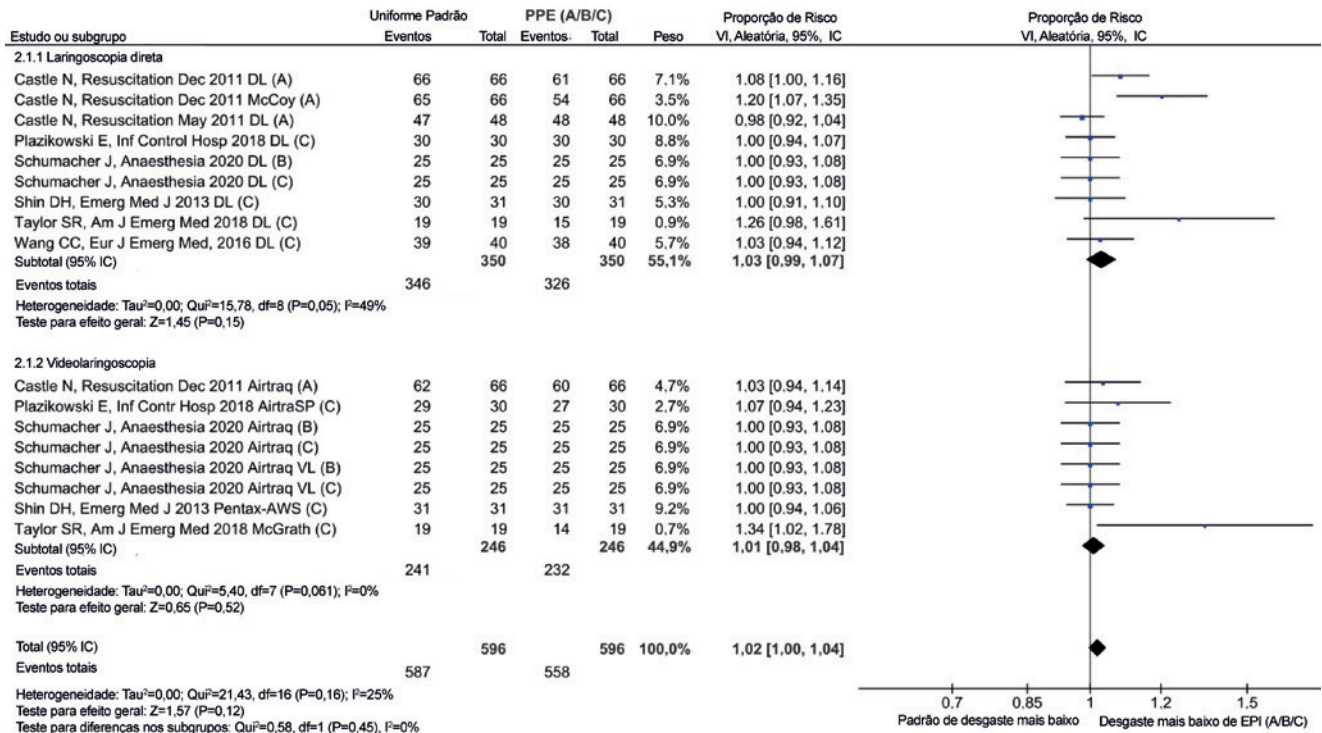 Uniforme Padrão PPE (A/B/C) Proporção de Risco Proporção de Risco
Estudo ou subgrupo Eventos Total Eventos. Total Peso VI, Aleatória, 95%, IC VI, Aleatória, 95%, IC
2.1.1 Laringoscopia direta
Castle N, Resuscitation Dec 2011 DL (A) 66 66 61 66 7.1% 1.08 [1.00, 1.16]
Castle N, Resuscitation Dec 2011 McCoy (A) 65 66 54 66 3.5% 1.20 [1.07, 1.35]
Castle N, Resuscitation May 2011 DL (A) 47 48 48 48 10.0% 0.98 [0.92, 1.04]
Plazikowski E, Inf Control Hosp 2018 DL (C) 30 30 30 30 8.8% 1.00 [0.94, 1.07]
Schumacher J, Anaesthesia 2020 DL (B) 25 25 25 25 6.9% 1.00 [0.93, 1.08]
Schumacher J, Anaesthesia 2020 DL (C) 25 25 25 25 6.9% 1.00 [0.93, 1.08]
Shin DH, Emerg Med J 2013 DL (C) 30 31 30 31 5.3% 1.00 [0.91, 1.10]
Taylor SR, Am J Emerg Med 2018 DL (C) 19 19 15 19 0.9% 1.26 [0.98, 1.61]
Wang CC, Eur J Emerg Med, 2016 DL (C) 39 40 38 40 5.7% 1.03 [0.94, 1.12]
Subtotal (95% IC) 350 350 55,1% 1.03 [0.99, 1.07]
Eventos totais 346 326
Heterogeneidade: Tau²=0,00; Qui²=15,78, df=8 (P=0,05); I²=49%
Teste para efeito geral: Z=1,45 (P=0,15)
2.1.2 Videolaringoscopia
Castle N, Resuscitation Dec 2011 Airtraq (A) 62 66 60 66 4.7% 1.03 [0.94, 1.14]
Plazikowski E, Inf Contr Hosp 2018 AirtraSP (C) 29 30 27 30 2.7% 1.07 [0.94, 1.23]
Schumacher J, Anaesthesia 2020 Airtraq (B) 25 25 25 25 6.9% 1.00 [0.93, 1.08]
Schumacher J, Anaesthesia 2020 Airtraq (C) 25 25 25 25 6.9% 1.00 [0.93, 1.08]
Schumacher J, Anaesthesia 2020 Airtraq VL (B) 25 25 25 25 6.9% 1.00 [0.93, 1.08]
Schumacher J, Anaesthesia 2020 Airtraq VL (C) 25 25 25 25 6.9% 1.00 [0.93, 1.08]
Shin DH, Emerg Med J 2013 Pentax-AWS (C) 31 31 31 31 9.2% 1.00 [0.94, 1.06]
Taylor SR, Am J Emerg Med 2018 McGrath (C) 19 19 14 19 0.7% 1.34 [1.02, 1.78]
Subtotal (95% IC) 246 246 44,9% 1,01 [0,98, 1,04]
Eventos totais 241 232
Heterogeneidade: Tau²=0,00; Qui²=5,40, df=7 (P=0,061); I²=0%
Teste para efeito geral: Z=0,65 (P=0,52)
Total (95% IC) 596 596 100,0% 1,02 [1,00, 1,04]
Eventos totais 587 558
Heterogeneidade: Tau²=0,00; Qui²=21,43, df=16 (P=0,16); I²=25%
Teste para efeito geral: Z=1,57 (P=0,12)
Teste para diferenças nos subgrupos: Qui²=0,58, df=1 (P=0,45), I²=0%
0,7 0,85 1 1,2 1,5
Padrão de desgaste mais baixo Desgaste mais baixo de EPI (A/B/C)